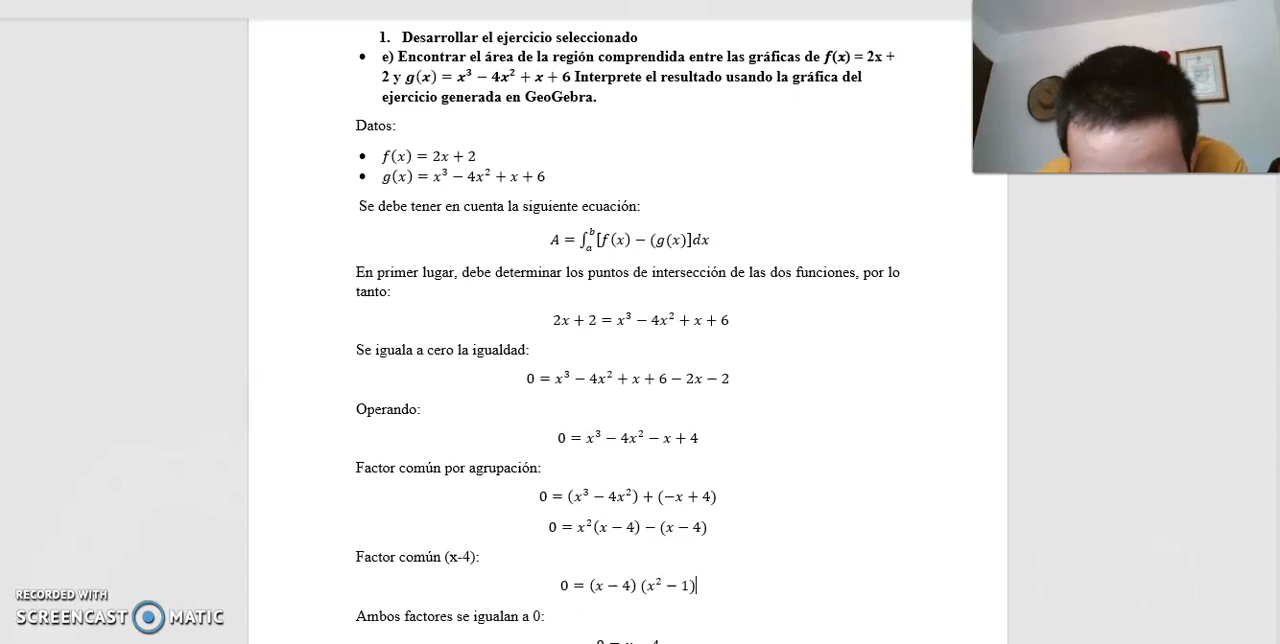 1. Desarrollar el ejercicio seleccionado
• e) Encontrar el área de la región comprendida entre las gráficas de f(x) = 2x +
2 y g(x) = x³ − 4x² + x + 6 Interprete el resultado usando la gráfica del
ejercicio generada en GeoGebra.
Datos:
• f(x) = 2x + 2
• g(x) = x³ − 4x² + x + 6
Se debe tener en cuenta la siguiente ecuación:
A = ∫ₐᵇ[f(x) − (g(x)]dx
En primer lugar, debe determinar los puntos de intersección de las dos funciones, por lo
tanto:
2x + 2 = x³ − 4x² + x + 6
Se iguala a cero la igualdad:
0 = x³ − 4x² + x + 6 − 2x − 2
Operando:
0 = x³ − 4x² − x + 4
Factor común por agrupación:
0 = (x³ − 4x²) + (−x + 4)
0 = x²(x − 4) − (x − 4)
Factor común (x-4):
0 = (x − 4) (x² − 1)
Ambos factores se igualan a 0:
RECORDED WITH
SCREENCAST MATIC